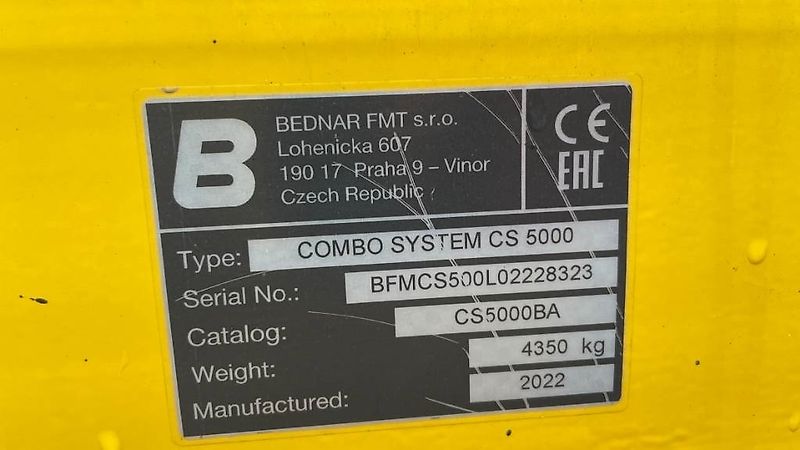 B
BEDNAR FMT s.r.o.
Lohenicka 607
190 17 Praha 9 – Vinor
Czech Republic
CE
EAC
Type: COMBO SYSTEM CS 5000
Serial No.: BFMCS500L02228323
Catalog: CS5000BA
Weight: 4350 kg
Manufactured: 2022